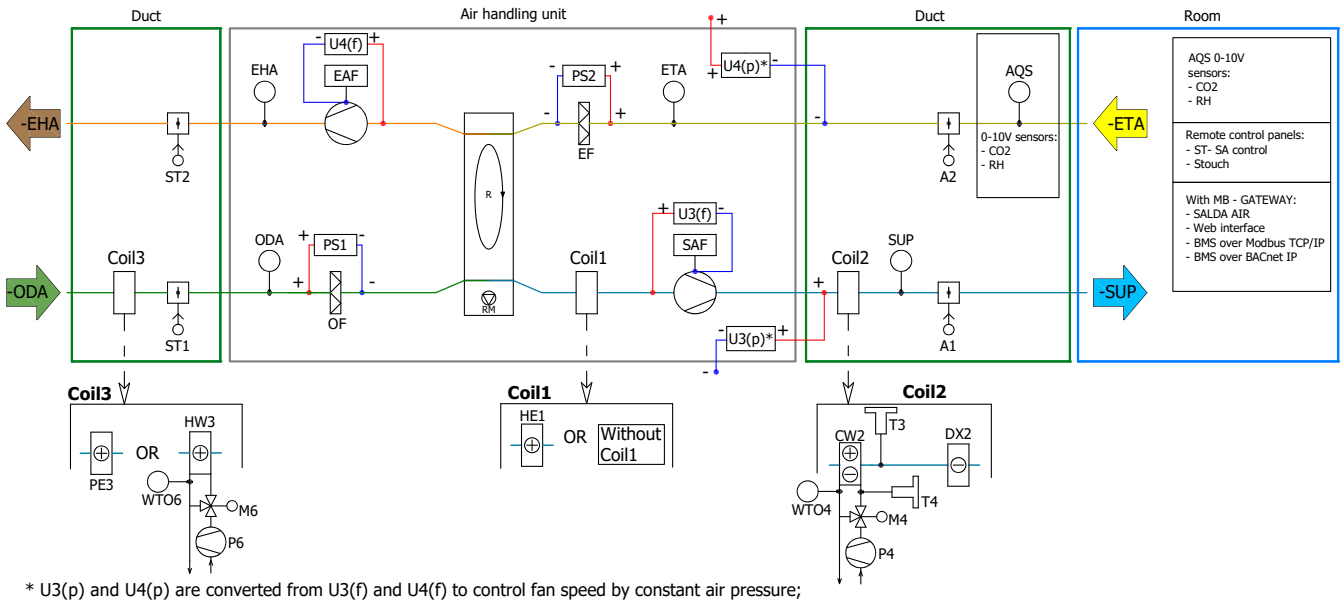 Duct
Air handling unit
Duct
Room
- U4(f) +
+
U4(p)*
+ -
EHA
EAF
- PS2 +
ETA
AQS
AQS 0-10V
sensors:
- CO2
- RH
-EHA
- +
-ETA
EF
ST2
A2
0-10V sensors:
- CO2
- RH
Remote control panels:
- ST- SA control
- Stouch
R
With MB - GATEWAY:
- SALDA AIR
- Web interface
- BMS over Modbus TCP/IP
- BMS over BACnet IP
+ U3(f) -
ODA
+ PS1 -
SAF
SUP
Coil3
Coil1
Coil2
-ODA
+ -
+
-SUP
RM
OF
ST1
A1
- U3(p)* +
-
Coil3
Coil1
Coil2
HW3
HE1
T3
CW2
DX2
OR
OR
Without
Coil1
PE3
WTO6
M6
T4
WTO4
M4
P6
P4
* U3(p) and U4(p) are converted from U3(f) and U4(f) to control fan speed by constant air pressure;